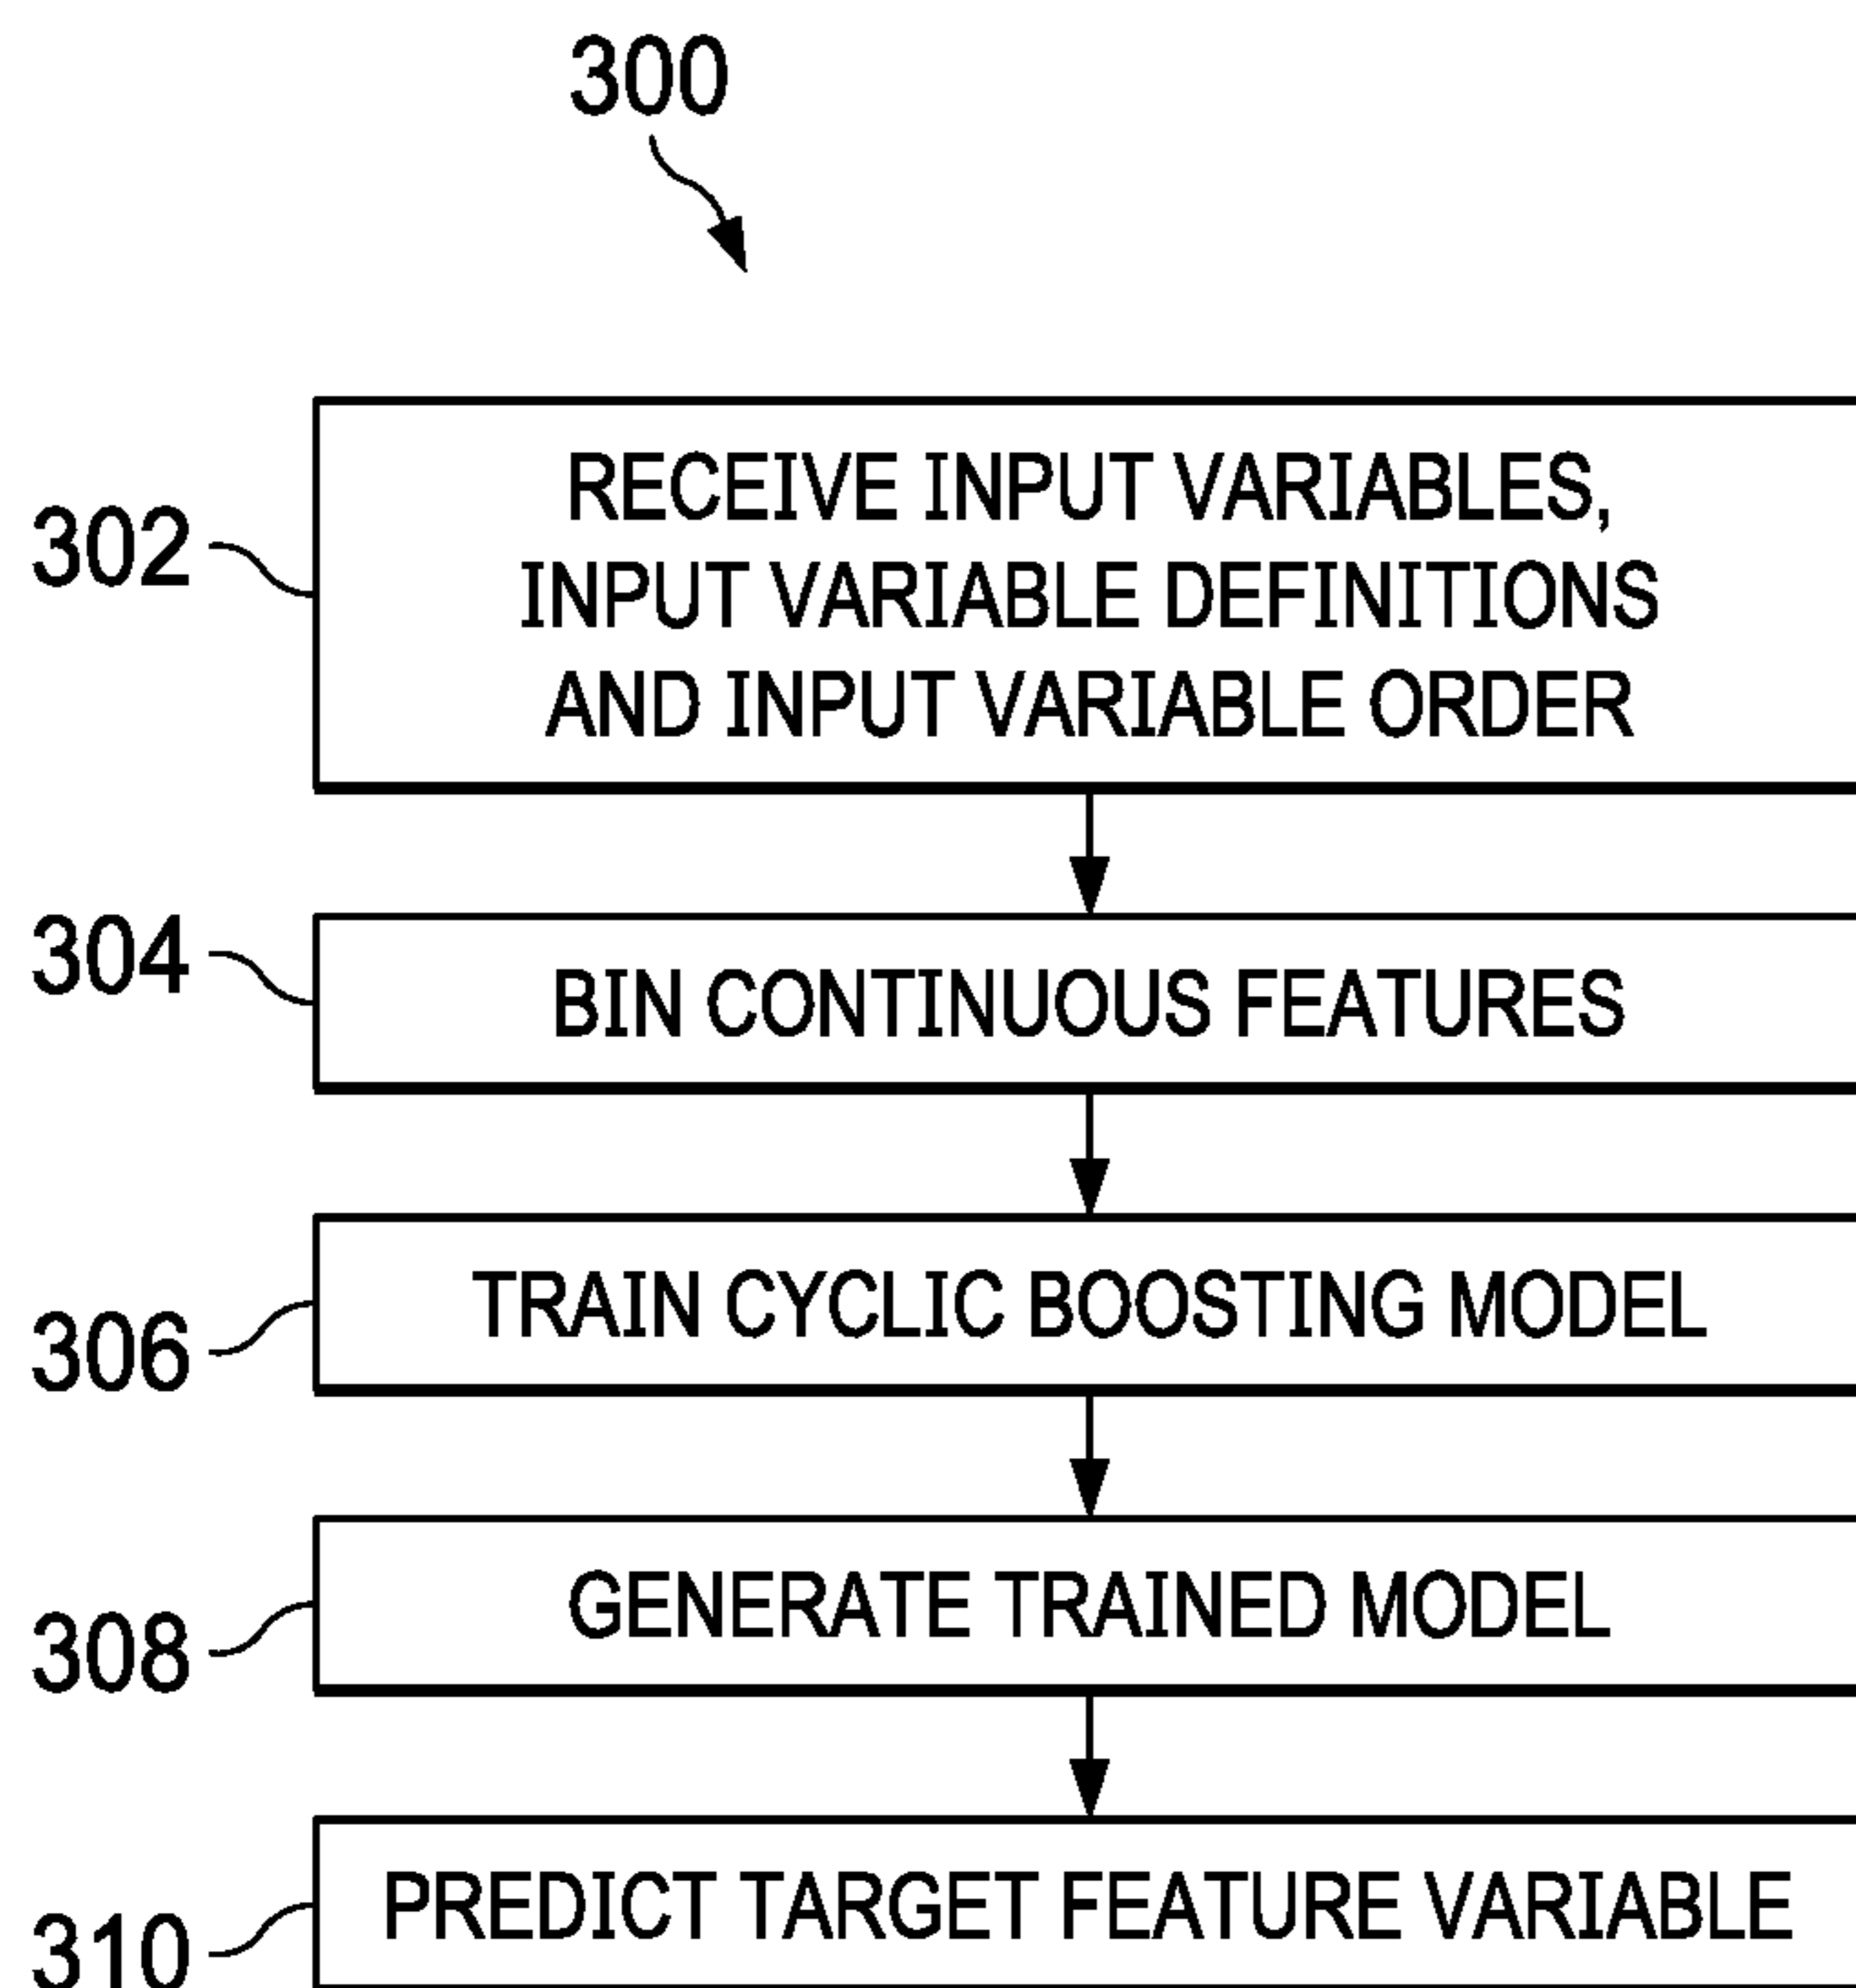 300
302
RECEIVE INPUT VARIABLES,
INPUT VARIABLE DEFINITIONS
AND INPUT VARIABLE ORDER
304
BIN CONTINUOUS FEATURES
306
TRAIN CYCLIC BOOSTING MODEL
308
GENERATE TRAINED MODEL
310
PREDICT TARGET FEATURE VARIABLE